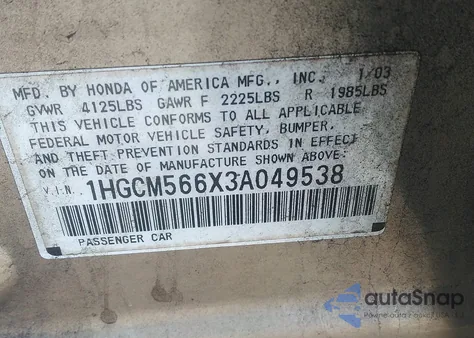 MFD. BY HONDA OF AMERICA MFG., INC. 1/03
GVWR 4125LBS GAWR F 2225LBS R 1985LBS
THIS VEHICLE CONFORMS TO ALL APPLICABLE
FEDERAL MOTOR VEHICLE SAFETY, BUMPER,
AND THEFT PREVENTION STANDARDS IN EFFECT
ON THE DATE OF MANUFACTURE SHOWN ABOVE.
V.I.N. 1HGCM566X3A049538
PASSENGER CAR
autaSnap